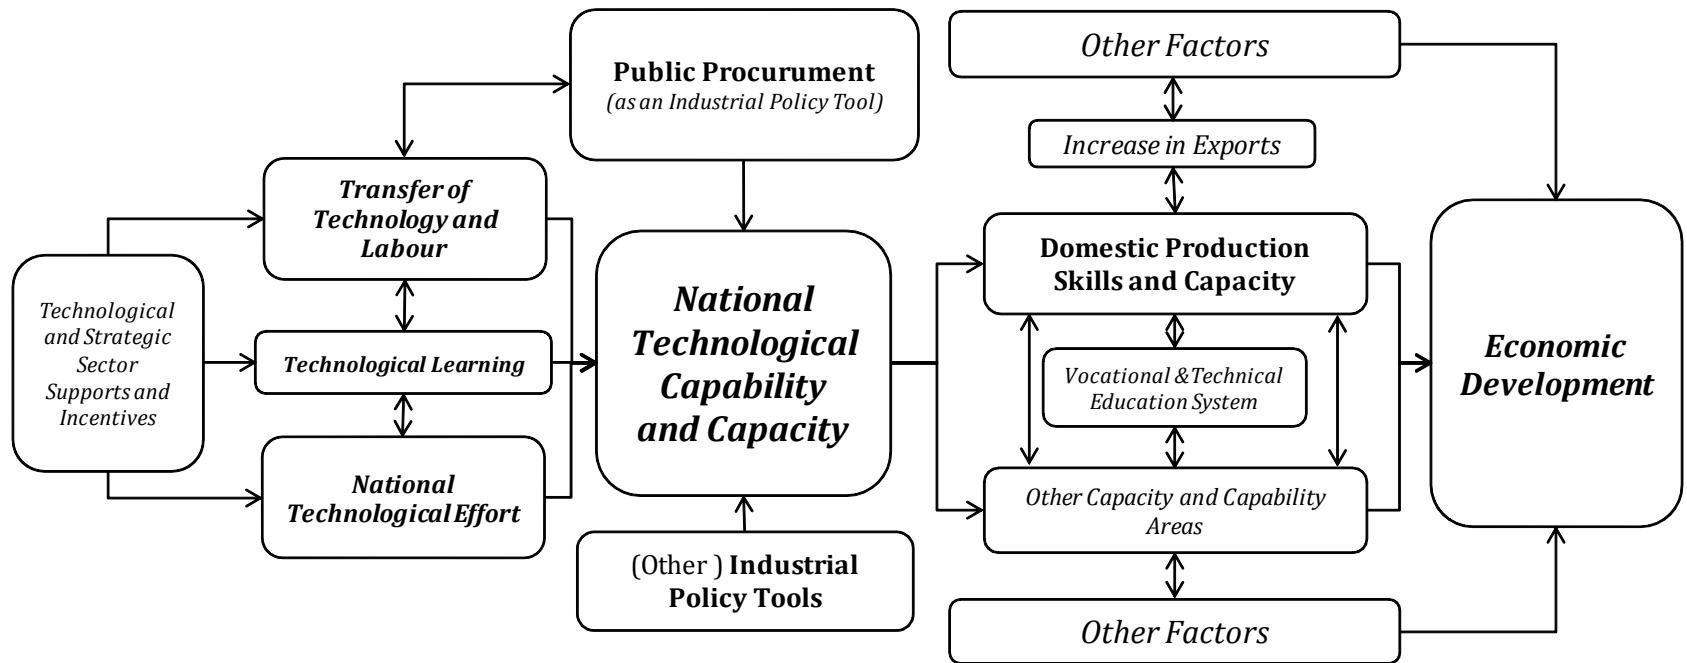 Technological
and Strategic
Sector
Supports and
Incentives
Transfer of
Technology and
Labour
Technological Learning
National
Technological Effort
Public Procurument
(as an Industrial Policy Tool)
National
Technological
Capability
and Capacity
(Other ) Industrial
Policy Tools
Other Factors
Increase in Exports
Domestic Production
Skills and Capacity
Vocational &Technical
Education System
Other Capacity and Capability
Areas
Other Factors
Economic
Development